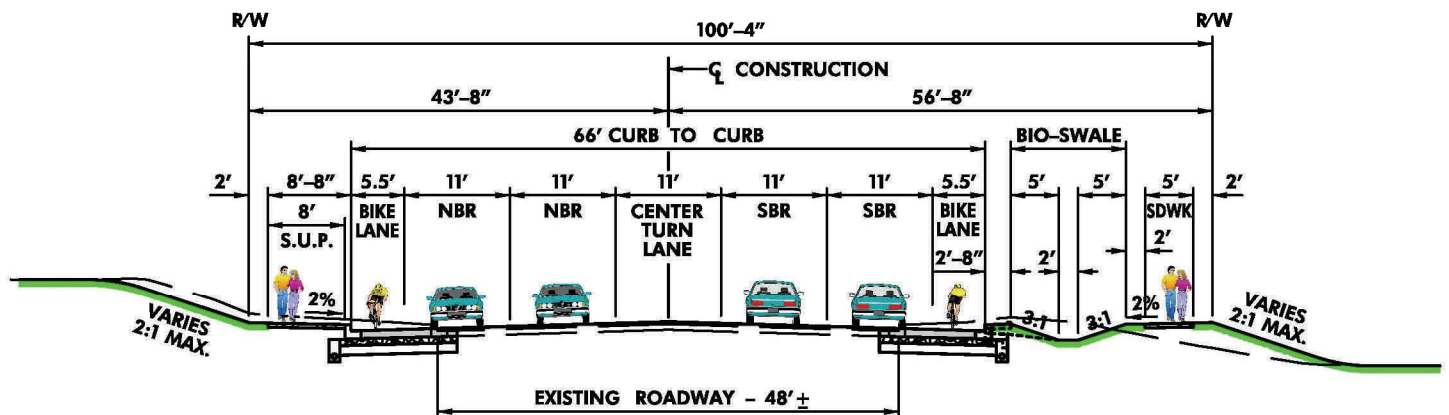 R/W R/W
100'–4"
℄ CONSTRUCTION
43'–8" 56'–8"
66' CURB TO CURB BIO–SWALE
2' 8'–8" 5.5' 11' 11' 11' 11' 11' 5.5' 5' 5' 5' 2'
8' BIKE LANE NBR NBR CENTER TURN LANE SBR SBR BIKE LANE SDWK
S.U.P. 2'–8" 2' 2'
2% 2%
VARIES 2:1 MAX. 3:1 3:1 VARIES 2:1 MAX.
EXISTING ROADWAY – 48' ±